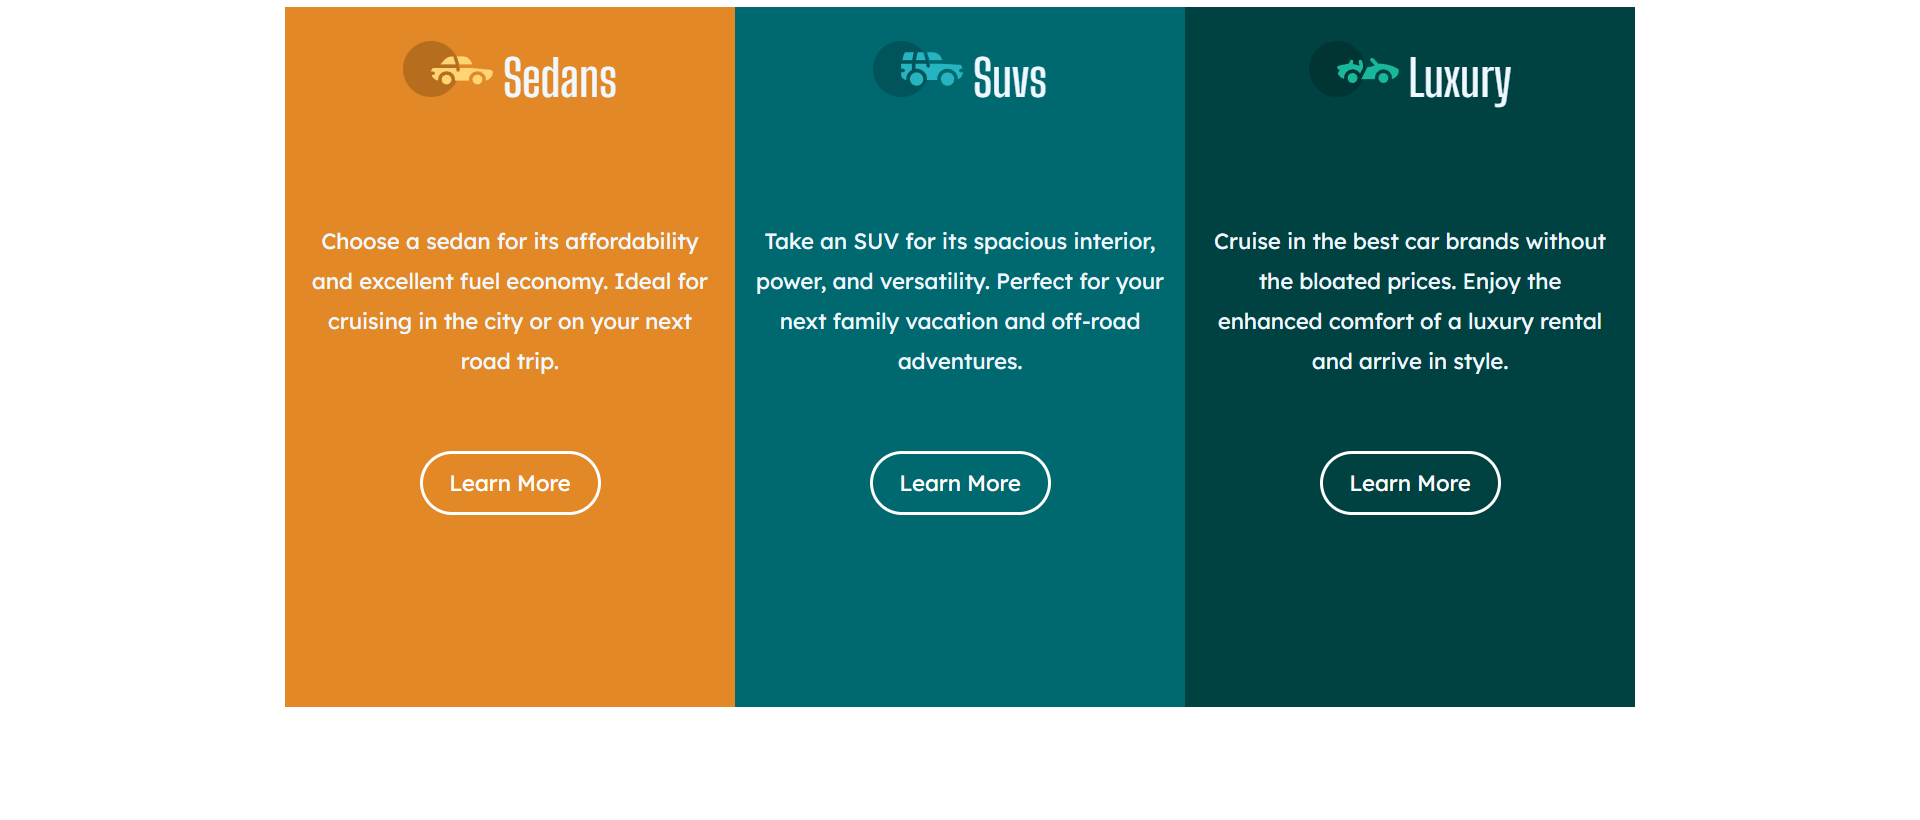 Sedans
Choose a sedan for its affordability
and excellent fuel economy. Ideal for
cruising in the city or on your next
road trip.
Learn More
Suvs
Take an SUV for its spacious interior,
power, and versatility. Perfect for your
next family vacation and off-road
adventures.
Learn More
Luxury
Cruise in the best car brands without
the bloated prices. Enjoy the
enhanced comfort of a luxury rental
and arrive in style.
Learn More